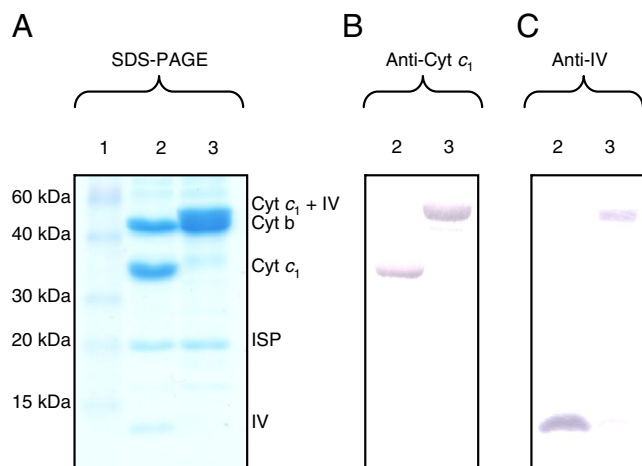 A
B
C
SDS-PAGE
Anti-Cyt c₁
Anti-IV
1 2 3
2 3
2 3
60 kDa
40 kDa
30 kDa
20 kDa
15 kDa
Cyt c₁ + IV
Cyt b
Cyt c₁
ISP
IV